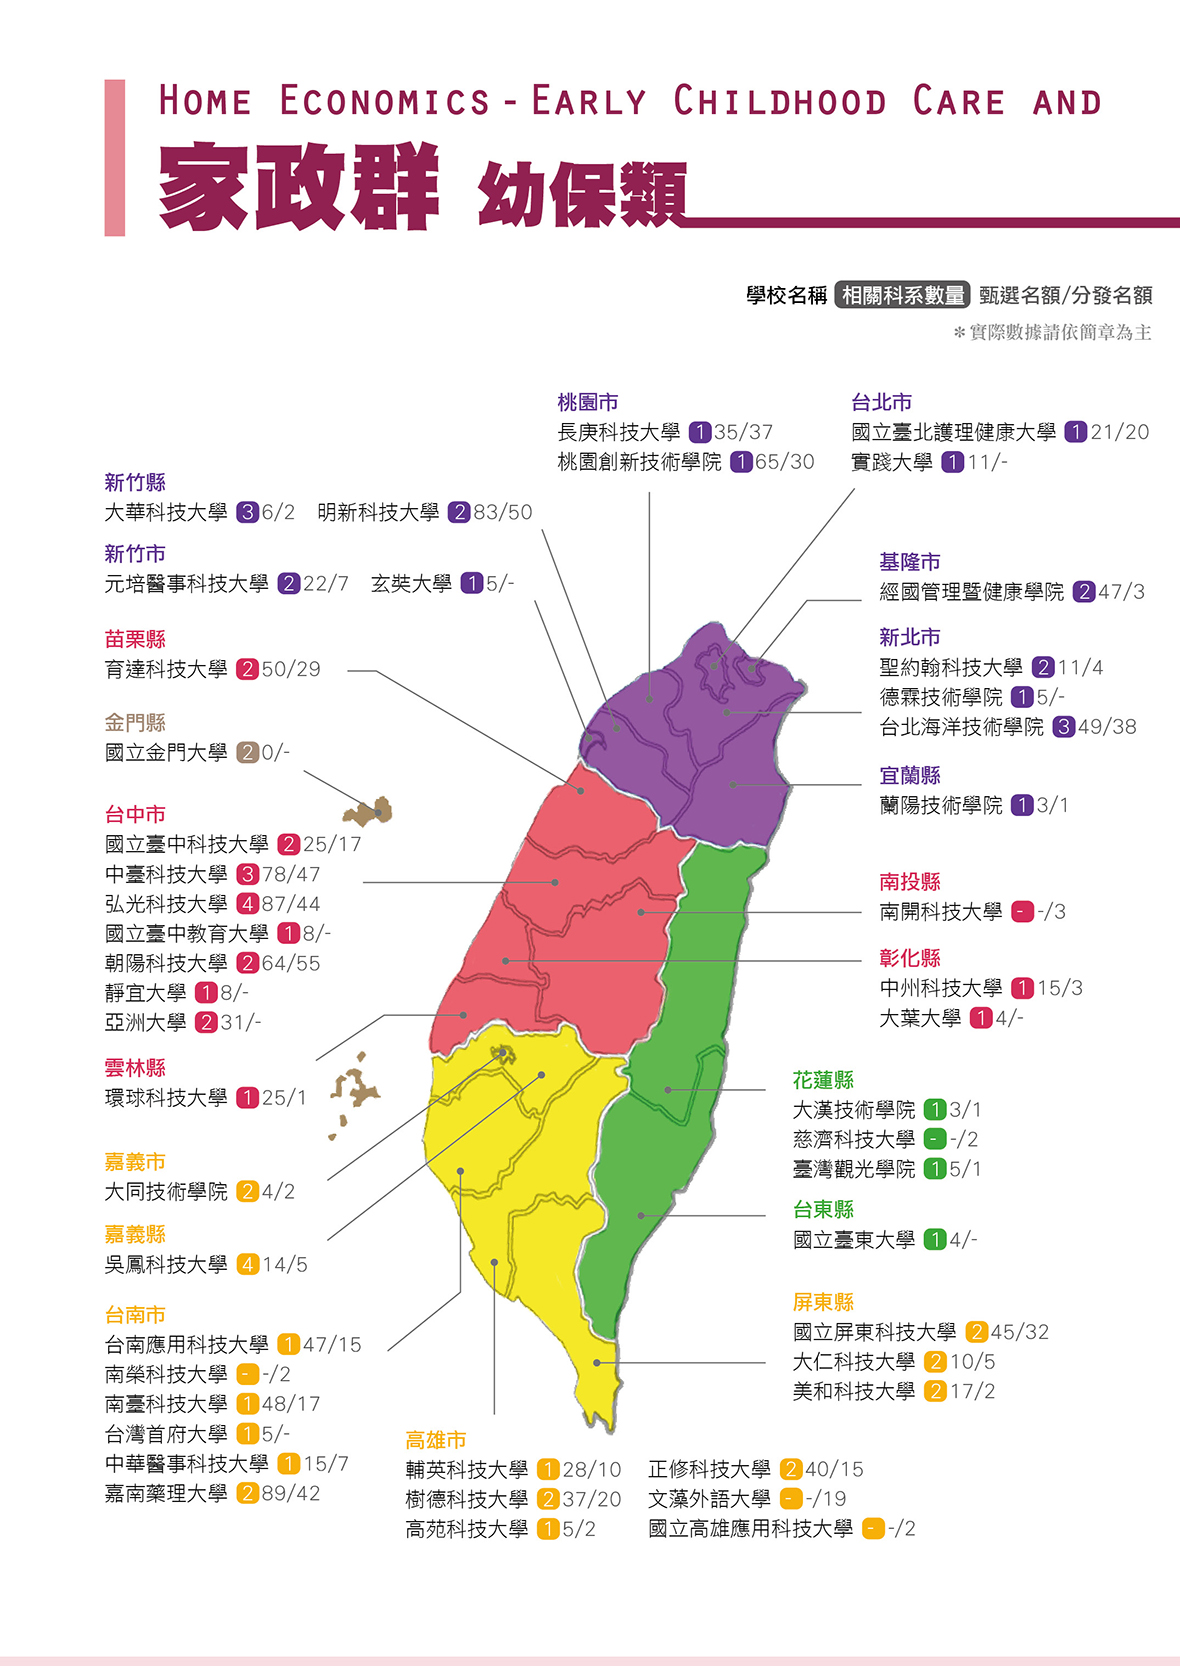 HOME ECONOMICS - EARLY CHILDHOOD CARE AND
家政群 幼保類
學校名稱 相關科系數量 甄選名額/分發名額
＊實際數據請依簡章為主
桃園市
長庚科技大學 1 35/37
桃園創新技術學院 1 65/30
台北市
國立臺北護理健康大學 1 21/20
實踐大學 1 11/-
新竹縣
大華科技大學 3 6/2 明新科技大學 2 83/50
新竹市
元培醫事科技大學 2 22/7 玄奘大學 1 5/-
基隆市
經國管理暨健康學院 2 47/3
苗栗縣
育達科技大學 2 50/29
新北市
聖約翰科技大學 2 11/4
德霖技術學院 1 5/-
台北海洋技術學院 3 49/38
金門縣
國立金門大學 2 0/-
宜蘭縣
蘭陽技術學院 1 3/1
台中市
國立臺中科技大學 2 25/17
中臺科技大學 3 78/47
弘光科技大學 4 87/44
國立臺中教育大學 1 8/-
朝陽科技大學 2 64/55
靜宜大學 1 8/-
亞洲大學 2 31/-
南投縣
南開科技大學 - -/3
彰化縣
中州科技大學 1 15/3
大葉大學 1 4/-
雲林縣
環球科技大學 1 25/1
花蓮縣
大漢技術學院 1 3/1
慈濟科技大學 - -/2
臺灣觀光學院 1 5/1
嘉義市
大同技術學院 2 4/2
嘉義縣
吳鳳科技大學 4 14/5
台東縣
國立臺東大學 1 4/-
台南市
台南應用科技大學 1 47/15
南榮科技大學 - -/2
南臺科技大學 1 48/17
台灣首府大學 1 5/-
中華醫事科技大學 1 15/7
嘉南藥理大學 2 89/42
屏東縣
國立屏東科技大學 2 45/32
大仁科技大學 2 10/5
美和科技大學 2 17/2
高雄市
輔英科技大學 1 28/10 正修科技大學 2 40/15
樹德科技大學 2 37/20 文藻外語大學 - -/19
高苑科技大學 1 5/2 國立高雄應用科技大學 - -/2